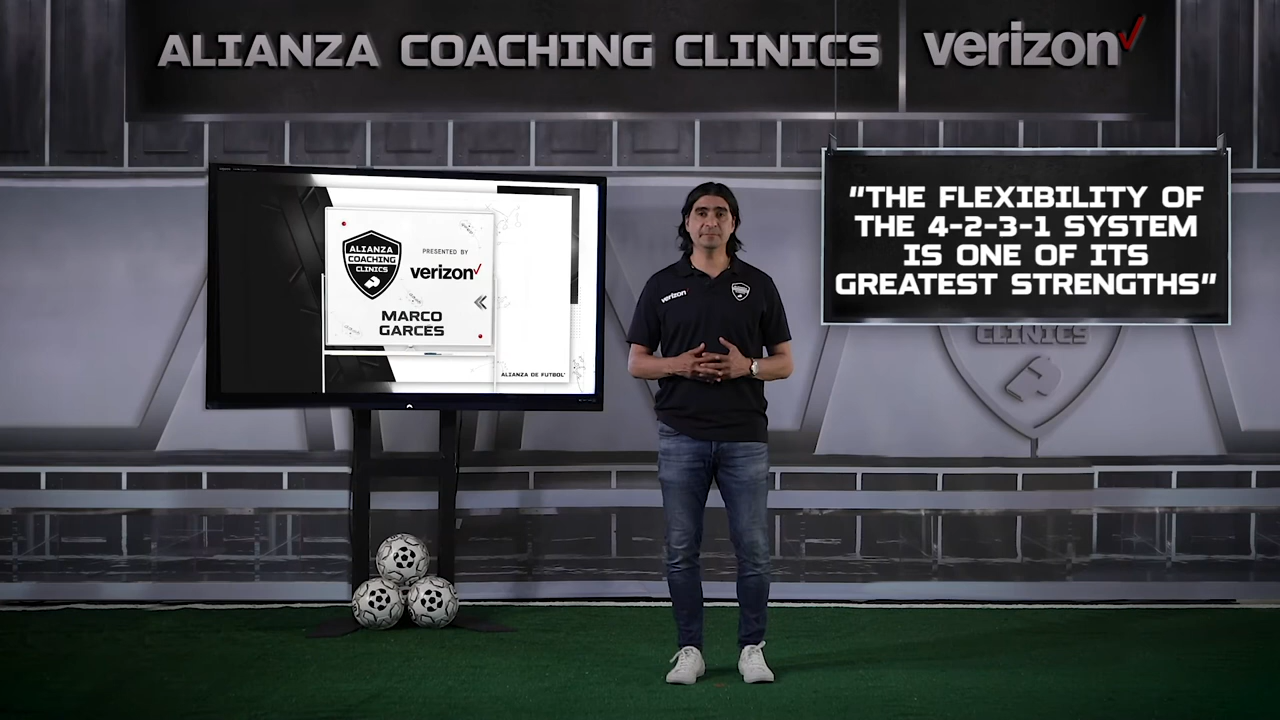 ALIANZA COACHING CLINICS
verizon
"THE FLEXIBILITY OF
THE 4-2-3-1 SYSTEM
IS ONE OF ITS
GREATEST STRENGTHS"
ALIANZA
COACHING
CLINICS
PRESENTED BY
verizon
MARCO
GARCÉS
ALIANZA DE FUTBOL
verizon
CLINICS